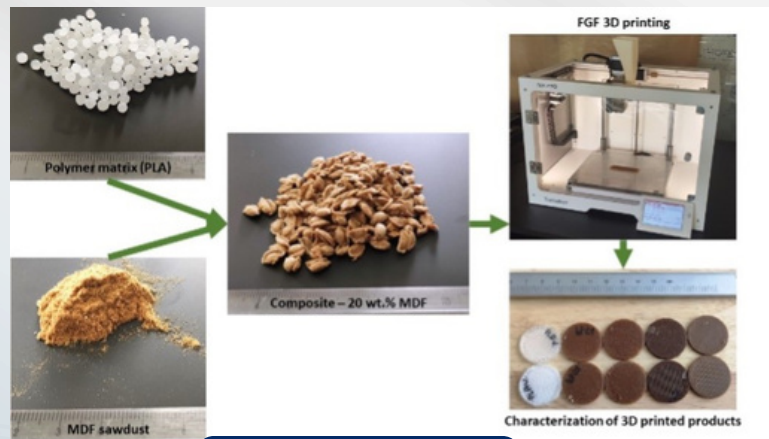 FGF 3D printing
Polymer matrix (PLA)
Composite – 20 wt.% MDF
MDF sawdust
Characterization of 3D printed products